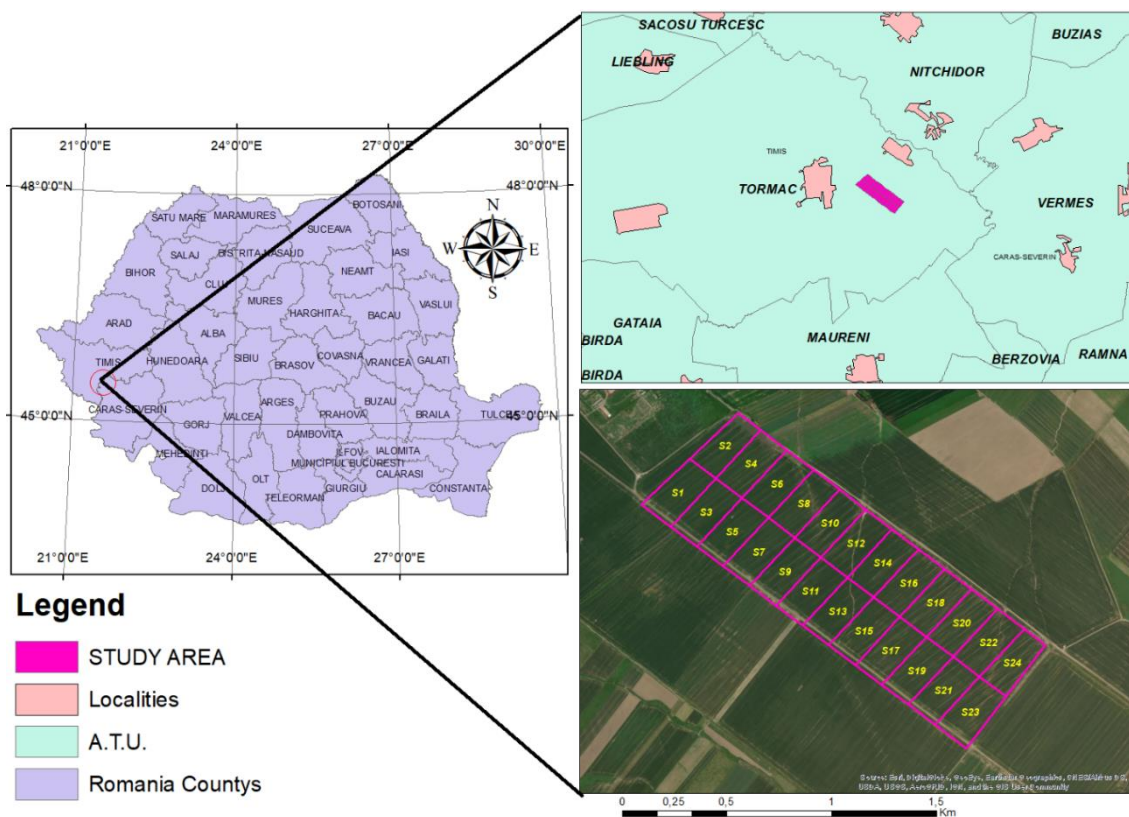 SACOSU TURCESC
BUZIAS
LIEBLING
NITCHIDOR
TIMIS
TORMAC
VERMES
CARAS-SEVERIN
GATAIA
MAURENI
BIRDA
BERZOVIA
RAMNA
BIRDA
21°0'0"E
24°0'0"E
27°0'0"E
30°0'0"E
48°0'0"N
48°0'0"N
BOTOSANI
SATU MARE
MARAMURES
SUCEAVA
N
W
E
S
SALAJ
BISTRITA-NASAUD
IASI
BIHOR
NEAMT
CLUJ
MURES
VASLUI
HARGHITA
BACAU
ARAD
ALBA
TIMIS
HUNEDOARA
SIBIU
BRASOV
COVASNA
VRANCEA
GALATI
CARAS-SEVERIN
ARGES
BUZAU
45°0'0"N
GORJ
VALCEA
PRAHOVA
BRAILA
TULCEA
45°0'0"N
DAMBOVITA
MEHEDINTI
ILFOV
IALOMITA
MUNICIPIUL BUCURESTI
CALARASI
DOLJ
OLT
TELEORMAN
GIURGIU
CONSTANTA
21°0'0"E
24°0'0"E
27°0'0"E
S2
S4
S6
S1
S8
S3
S10
S5
S12
S7
S14
S9
S16
S11
S18
S13
S20
S15
S22
S17
S24
S19
S21
S23
0
0,25
0,5
1
1,5
Km
Legend
STUDY AREA
Localities
A.T.U.
Romania Countys